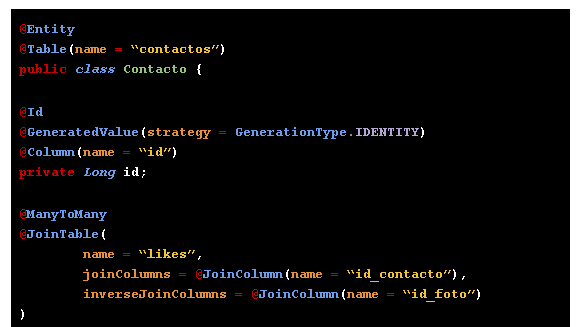 @Entity
@Table(name = “contactos”)
public class Contacto {
@Id
@GeneratedValue(strategy = GenerationType.IDENTITY)
@Column(name = “id”)
private Long id;
@ManyToMany
@JoinTable(
name = “likes”,
joinColumns = @JoinColumn(name = “id_contacto”),
inverseJoinColumns = @JoinColumn(name = “id_foto”)
)